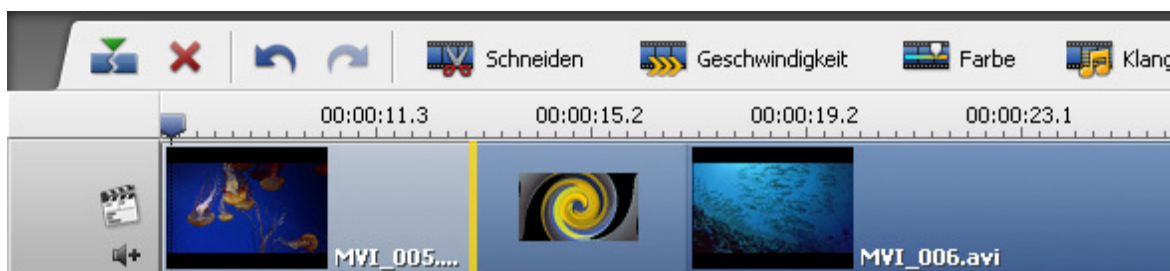 Schneiden Geschwindigkeit Farbe Klang
00:00:11.3 00:00:15.2 00:00:19.2 00:00:23.1
MVI_005.... MVI_006.avi